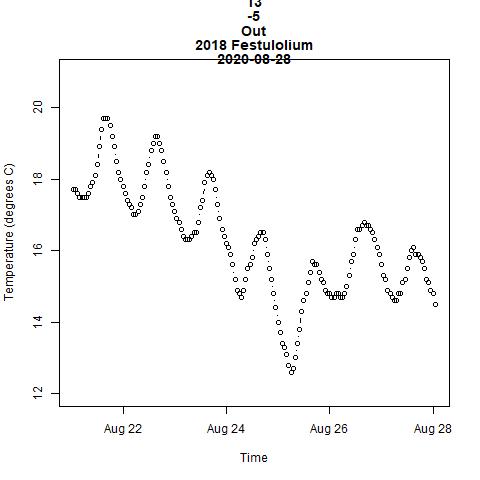 13
-5
Out
2018 Festulolium
2020-08-28
20
18
16
14
12
Temperature (degrees C)
Aug 22
Aug 24
Aug 26
Aug 28
Time